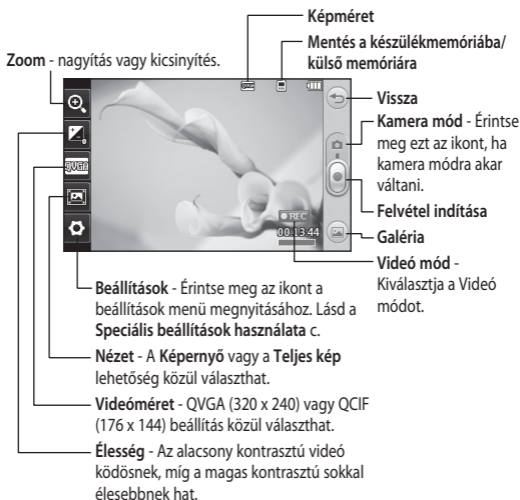 Képméret
Mentés a készülékmemóriába/
külső memóriára
Zoom - nagyítás vagy kicsinyítés.
Vissza
Kamera mód - Érintse
meg ezt az ikont, ha
kamera módra akar
váltani.
Felvétel indítása
Galéria
Videó mód -
Kiválasztja a Videó
módot.
QVGA
REC
00:13:44
Beállítások - Érintse meg az ikont a
beállítások menü megnyitásához. Lásd a
Speciális beállítások használata c.
Nézet - A Képernyő vagy a Teljes kép
lehetőség közül választhat.
Videóméret - QVGA (320 x 240) vagy QCIF
(176 x 144) beállítás közül választhat.
Élesség - Az alacsony kontrasztú videó
ködösnek, míg a magas kontrasztú sokkal
élesebbnek hat.